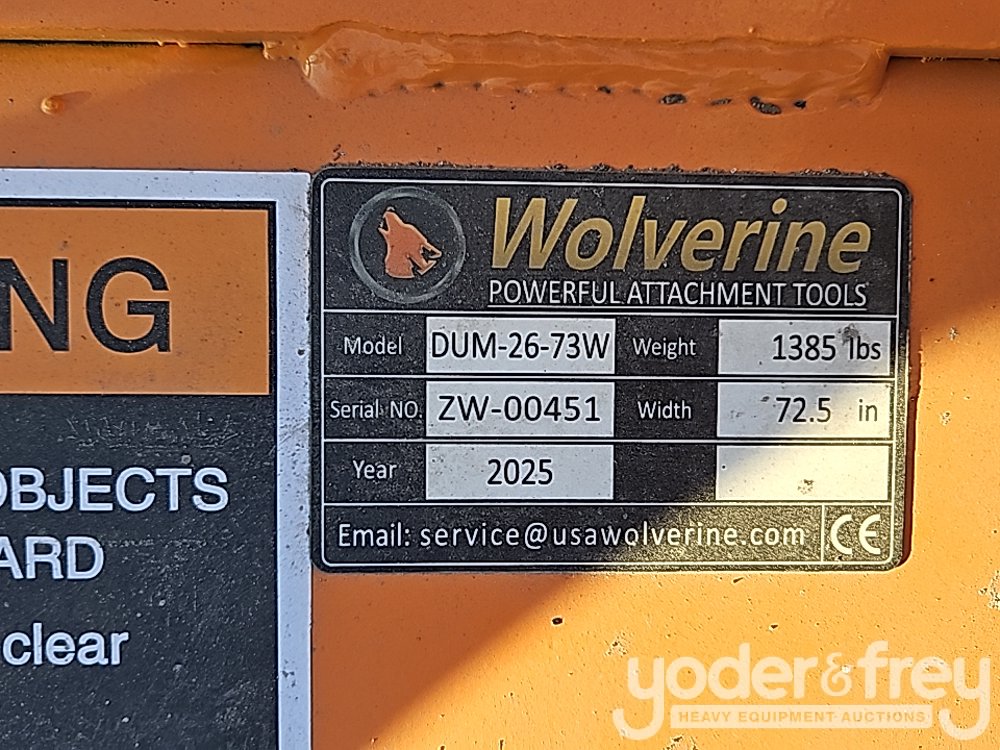 NG
OBJECTS
ARD
clear
Wolverine
POWERFUL ATTACHMENT TOOLS
Model DUM-26-73W Weight 1385 lbs
Serial NO. ZW-00451 Width 72.5 in
Year 2025
Email: service@usawolverine.com CE
yoder&frey
HEAVY EQUIPMENT AUCTIONS